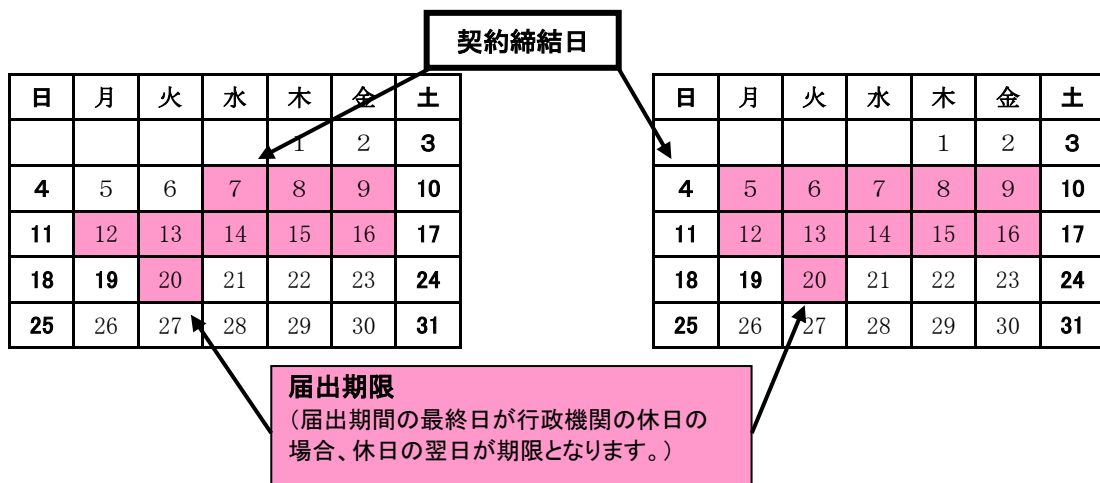 契約締結日
日 月 火 水 木 金 土
1 2 3
4 5 6 7 8 9 10
11 12 13 14 15 16 17
18 19 20 21 22 23 24
25 26 27 28 29 30 31
日 月 火 水 木 金 土
1 2 3
4 5 6 7 8 9 10
11 12 13 14 15 16 17
18 19 20 21 22 23 24
25 26 27 28 29 30 31
届出期限
（届出期間の最終日が行政機関の休日の
場合、休日の翌日が期限となります。）